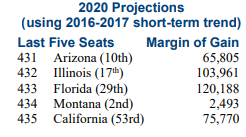 2020 Projections
(using 2016-2017 short-term trend)
Last Five Seats Margin of Gain
431 Arizona (10th) 65,805
432 Illinois (17th) 103,961
433 Florida (29th) 120,188
434 Montana (2nd) 2,493
435 California (53rd) 75,770